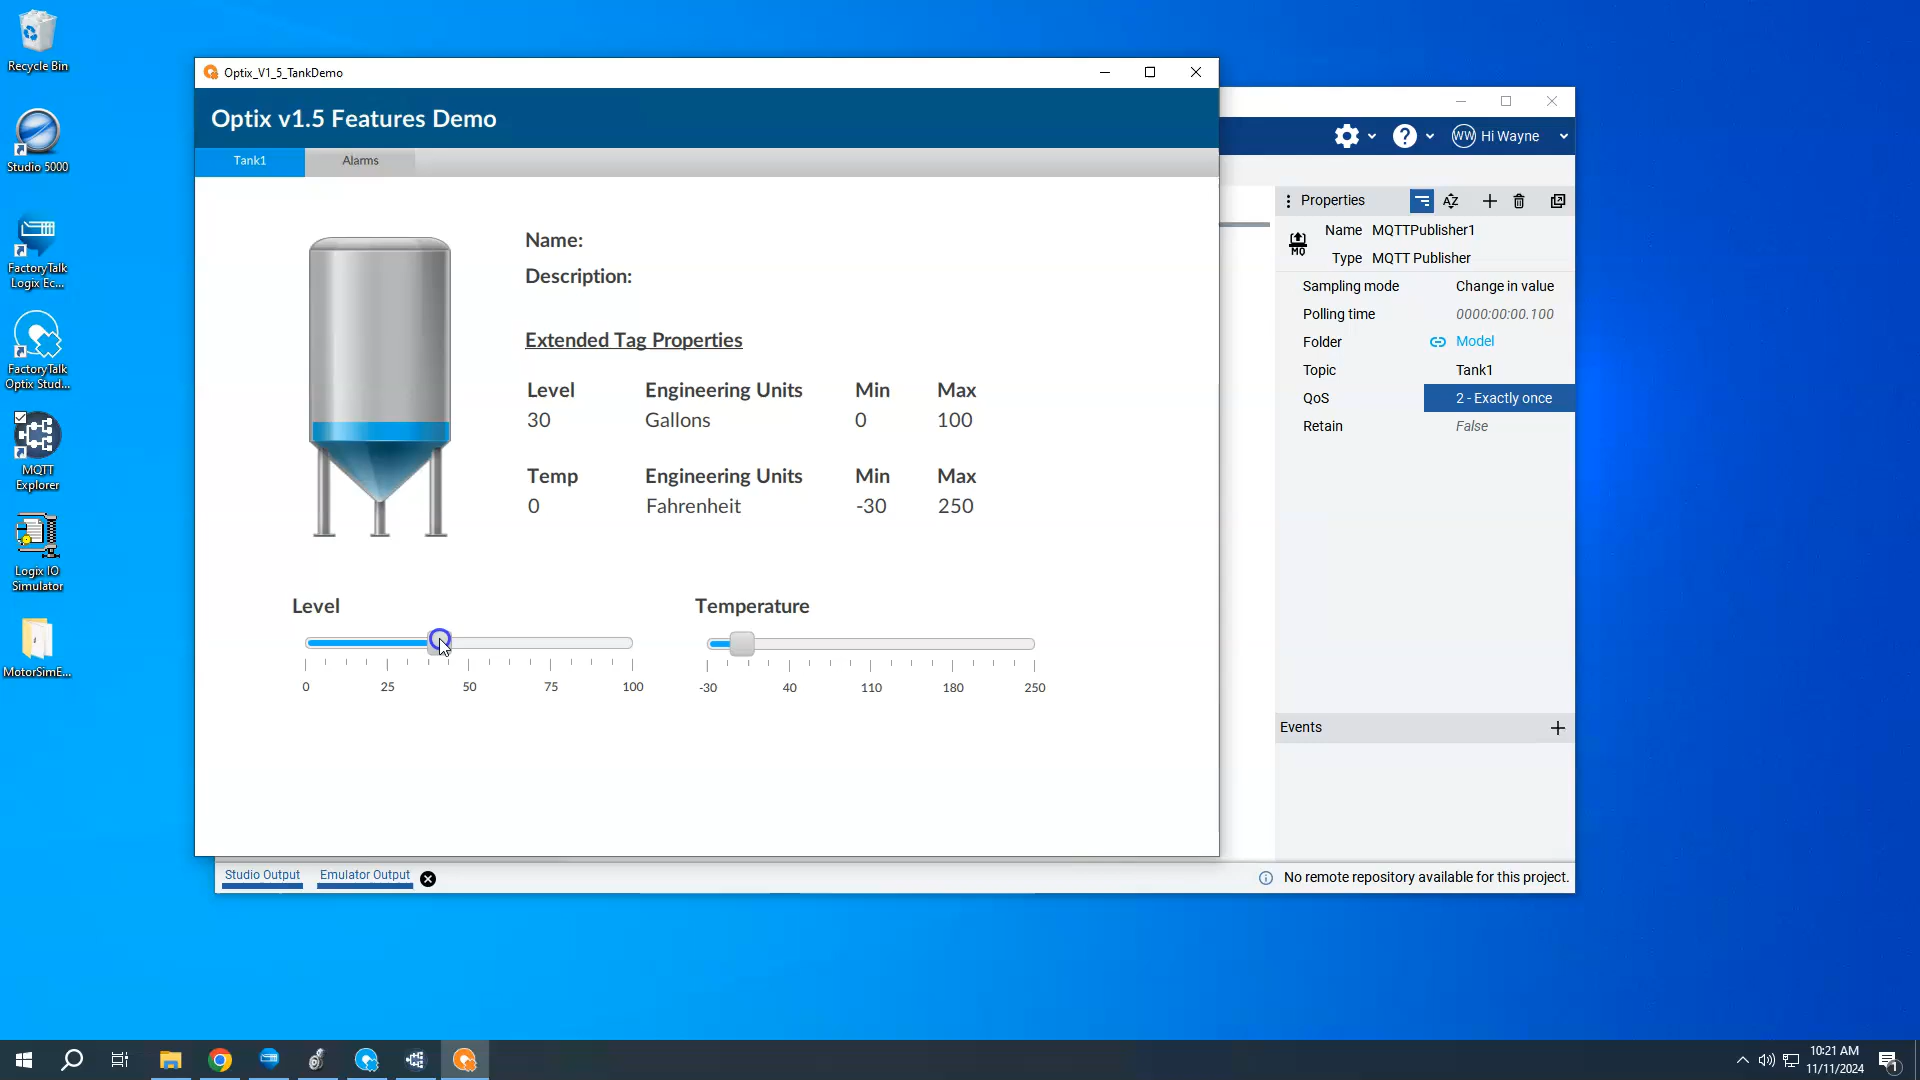 Recycle Bin
Studio 5000
FactoryTalk
Logix Ec...
FactoryTalk
Optix Stud...
MQTT
Explorer
Logix IO
Simulator
MotorSimE...
Optix_V1_5_TankDemo
Optix v1.5 Features Demo
Tank1
Alarms
Name:
Description:
Extended Tag Properties
Level Engineering Units Min Max
30 Gallons 0 100
Temp Engineering Units Min Max
0 Fahrenheit -30 250
Level
0 25 50 75 100
Temperature
-30 40 110 180 250
WW Hi Wayne
Properties
AZ
MQ
Name MQTTPublisher1
Type MQTT Publisher
Sampling mode Change in value
Polling time 0000:00:00.100
Folder Model
Topic Tank1
QoS 2 - Exactly once
Retain False
Events
Studio Output
Emulator Output
No remote repository available for this project.
10:21 AM
11/11/2024
1